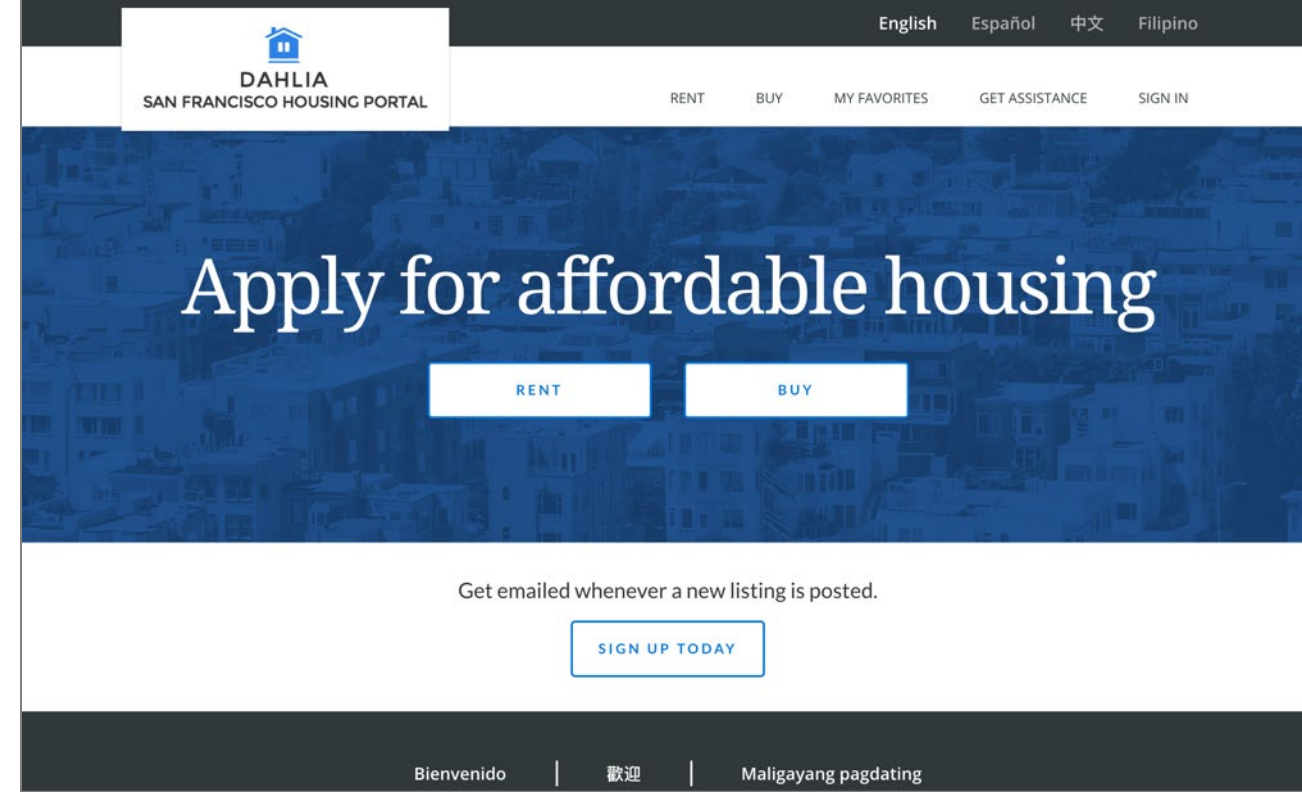 English Español 中文 Filipino
DAHLIA
SAN FRANCISCO HOUSING PORTAL
RENT BUY MY FAVORITES GET ASSISTANCE SIGN IN
Apply for affordable housing
RENT BUY
Get emailed whenever a new listing is posted.
SIGN UP TODAY
Bienvenido | 歡迎 | Maligayang pagdating